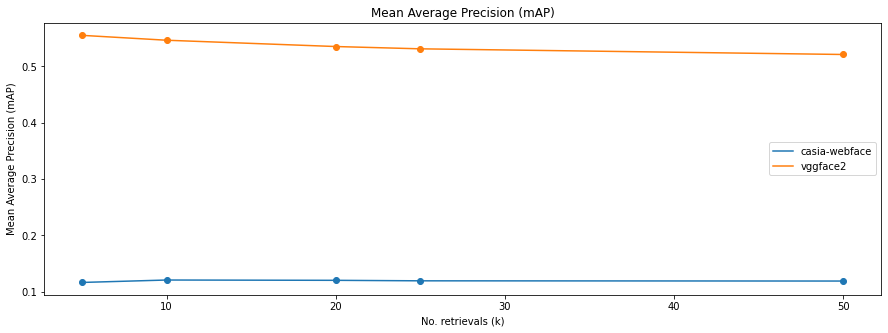 Mean Average Precision (mAP)
Mean Average Precision (mAP)
0.5
0.4
0.3
0.2
0.1
casia-webface
vggface2
10 20 30 40 50
No. retrievals (k)